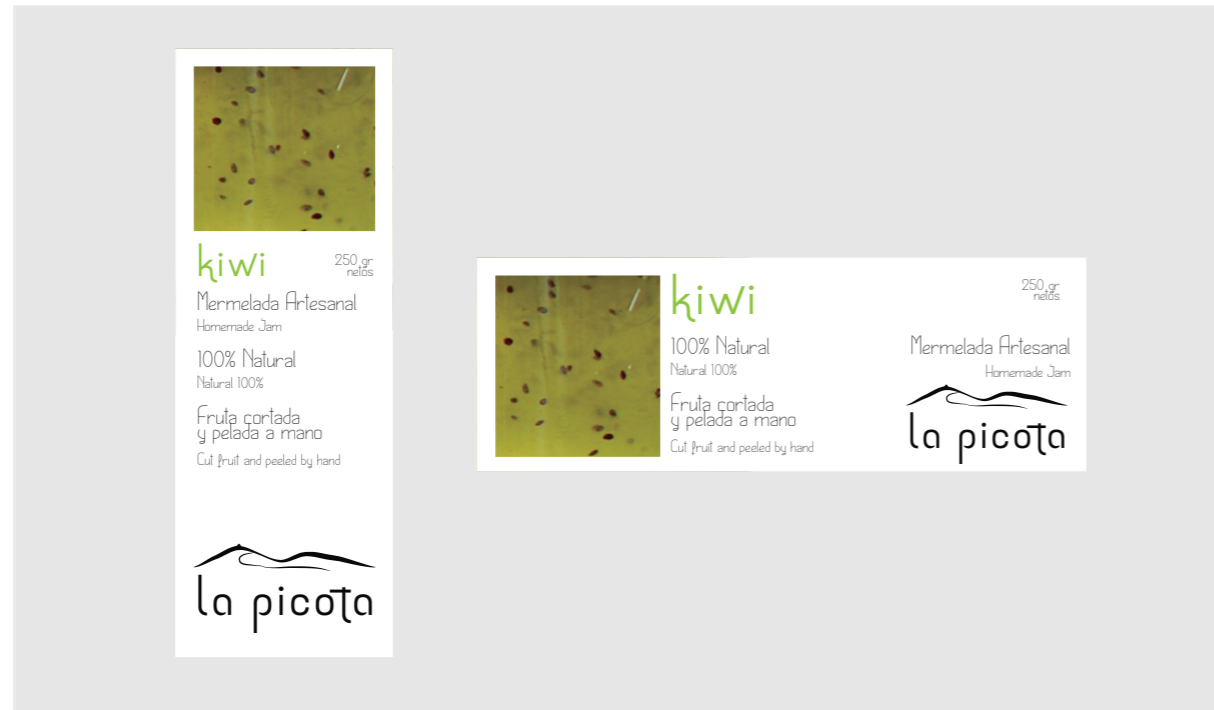 kiwi
250 gr
netos
Mermelada Artesanal
Homemade Jam
100% Natural
Natural 100%
Fruta cortada
y pelada a mano
Cut fruit and peeled by hand
la picota
kiwi
250 gr
netos
100% Natural
Natural 100%
Mermelada Artesanal
Homemade Jam
Fruta cortada
y pelada a mano
Cut fruit and peeled by hand
la picota